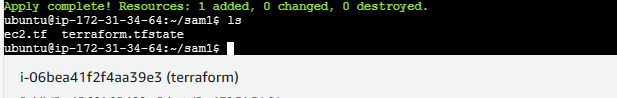 Apply complete! Resources: 1 added, 0 changed, 0 destroyed.
ubuntu@ip-172-31-34-64:~/sam1$ ls
ec2.tf  terraform.tfstate
ubuntu@ip-172-31-34-64:~/sam1$
i-06bea41f2f4aa39e3 (terraform)